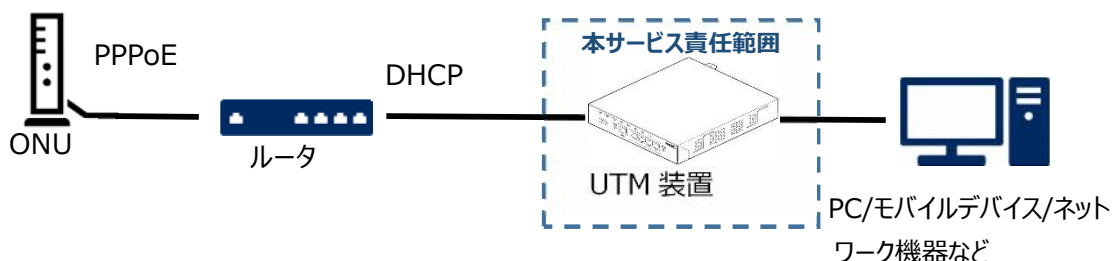 PPPoE
ONU
ルータ
DHCP
本サービス責任範囲
UTM 装置
PC/モバイルデバイス/ネット
ワーク機器など